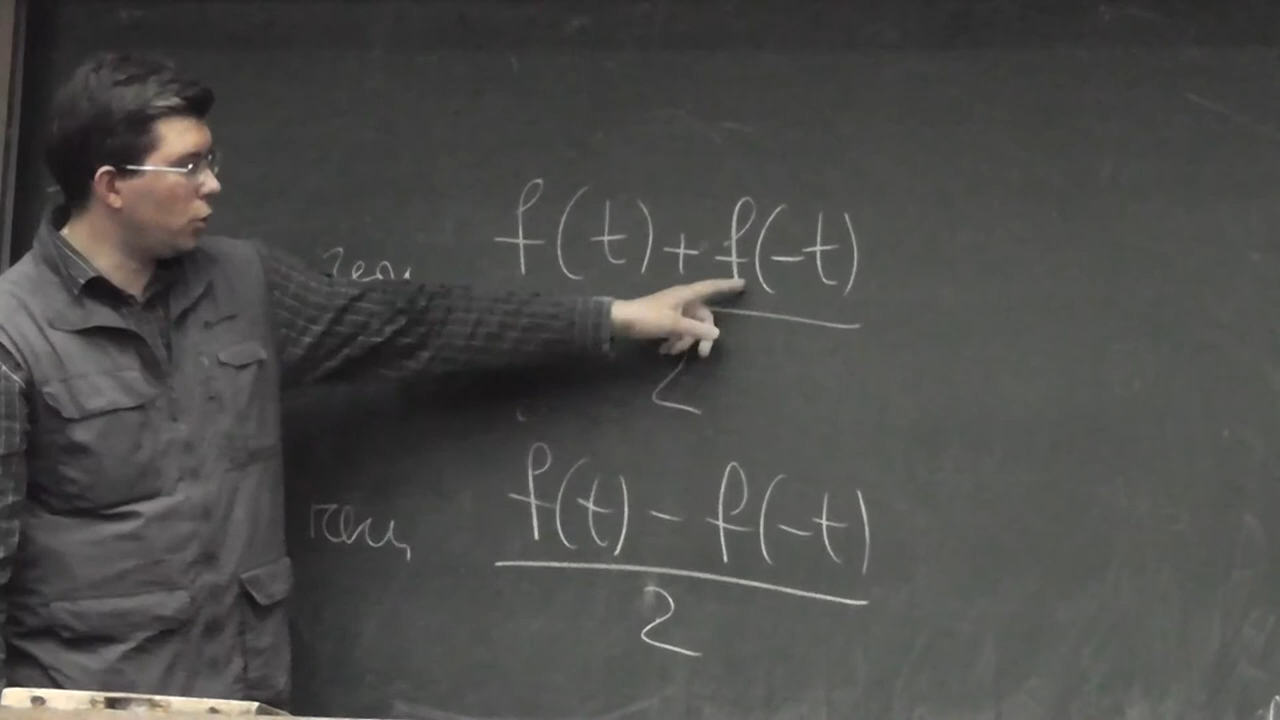 f(t) + f(-t)
2
f(t) - f(-t)
2